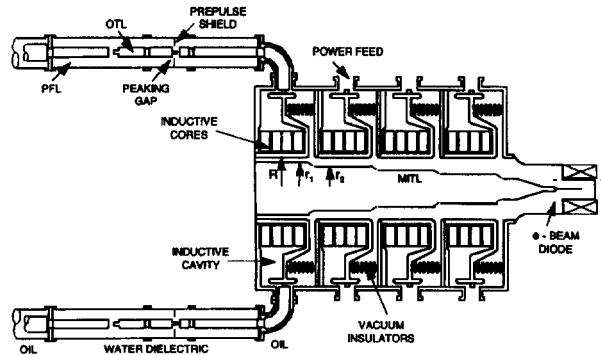 PREPULSE
SHIELD
OTL
POWER FEED
PFL
PEAKING
GAP
INDUCTIVE
CORES
R
r1
r2
MITL
e - BEAM
DIODE
INDUCTIVE
CAVITY
VACUUM
INSULATORS
OIL
WATER DIELECTRIC
OIL